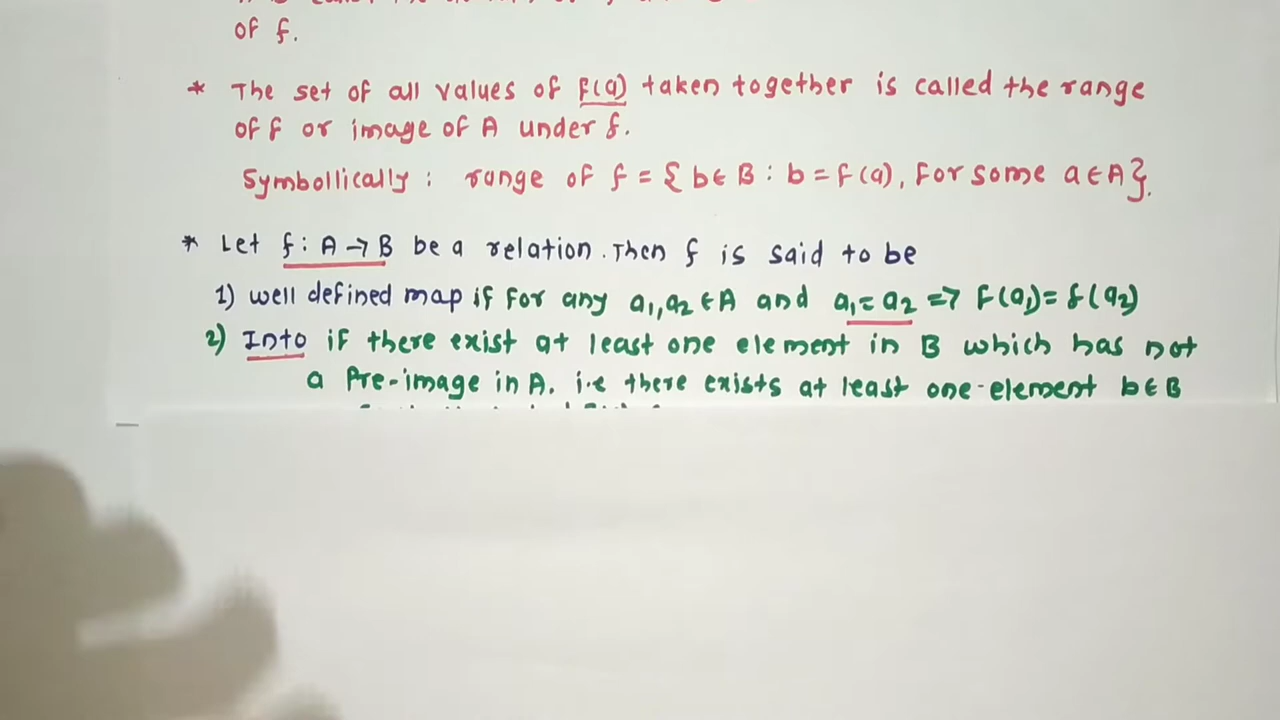 of f.
* The set of all values of f(a) taken together is called the range
of f or image of A under f.
Symbollically : range of f = { b ∈ B : b = f(a), for some a ∈ A }.
* Let f : A → B be a relation. Then f is said to be
1) well defined map if for any a₁, a₂ ∈ A and a₁ = a₂ => f(a₁) = f(a₂)
2) Into if there exist at least one element in B which has not
a Pre-image in A. i.e there exists at least one-element b ∈ B